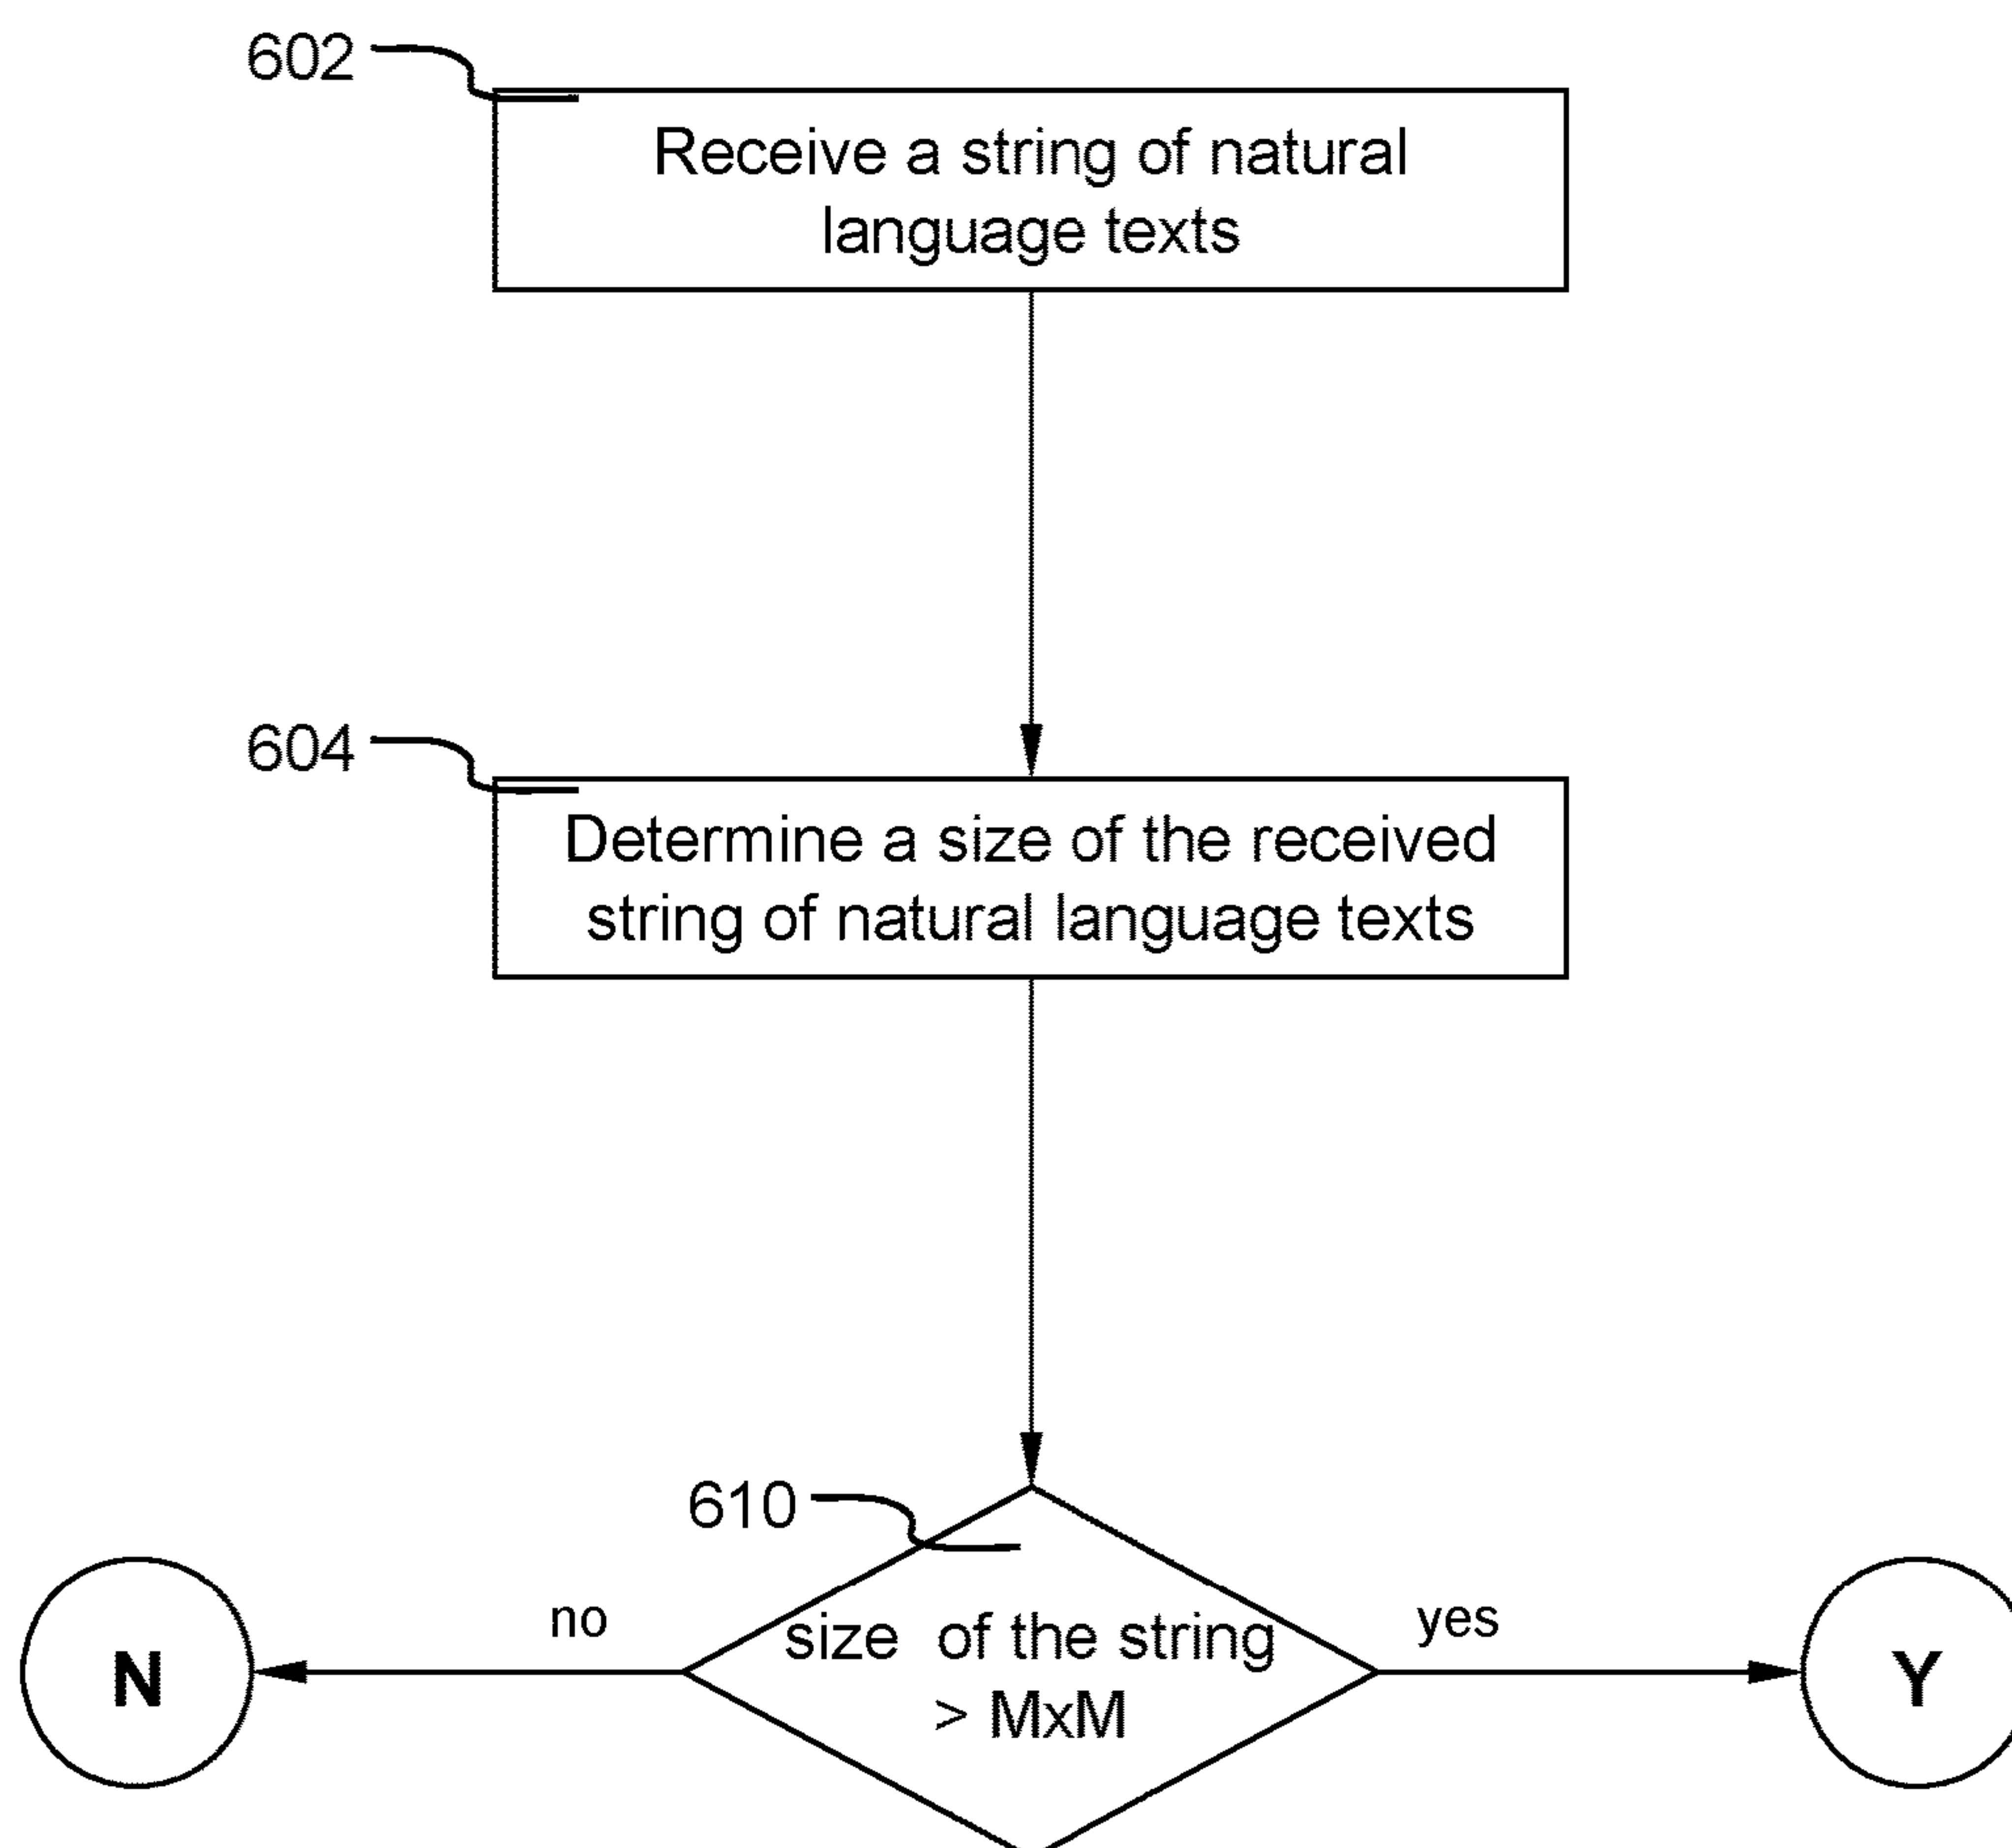 602
Receive a string of natural
language texts
604
Determine a size of the received
string of natural language texts
610
no
size of the string
> MxM
yes
N
Y